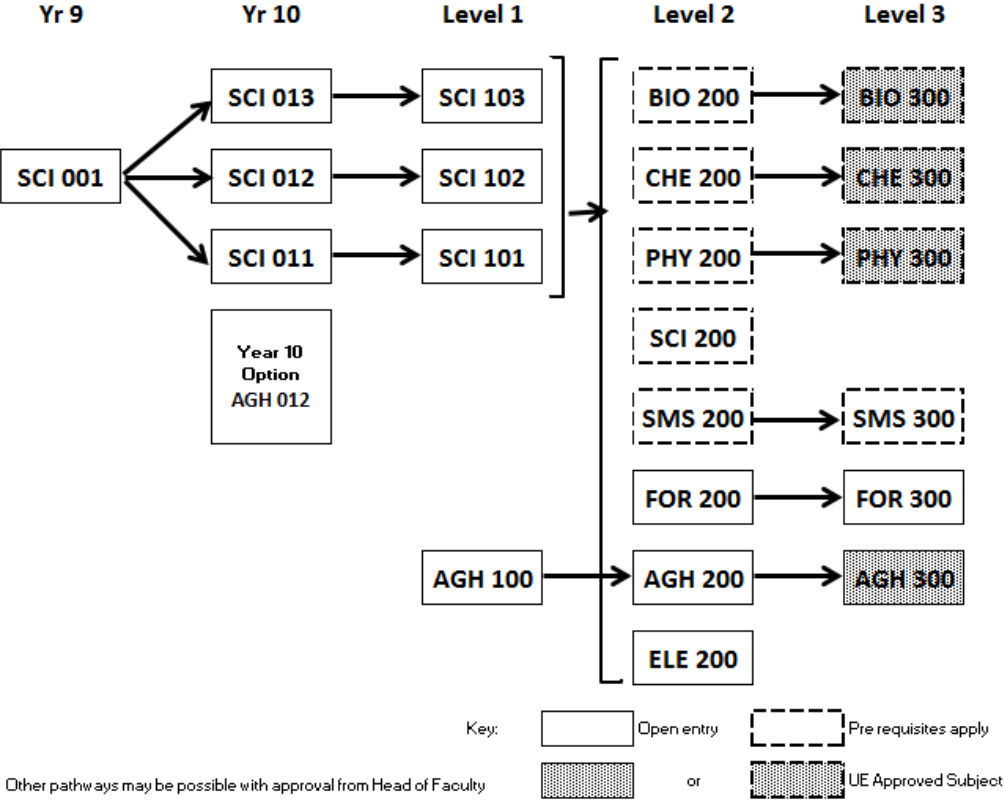 Yr 9 Yr 10 Level 1 Level 2 Level 3
SCI 013 SCI 103 BIO 200 BIO 300
SCI 001 SCI 012 SCI 102 CHE 200 CHE 300
SCI 011 SCI 101 PHY 200 PHY 300
SCI 200
Year 10
Option
AGH 012
SMS 200 SMS 300
FOR 200 FOR 300
AGH 100 AGH 200 AGH 300
ELE 200
Key: Open entry Pre requisites apply
Other pathways may be possible with approval from Head of Faculty or UE Approved Subject